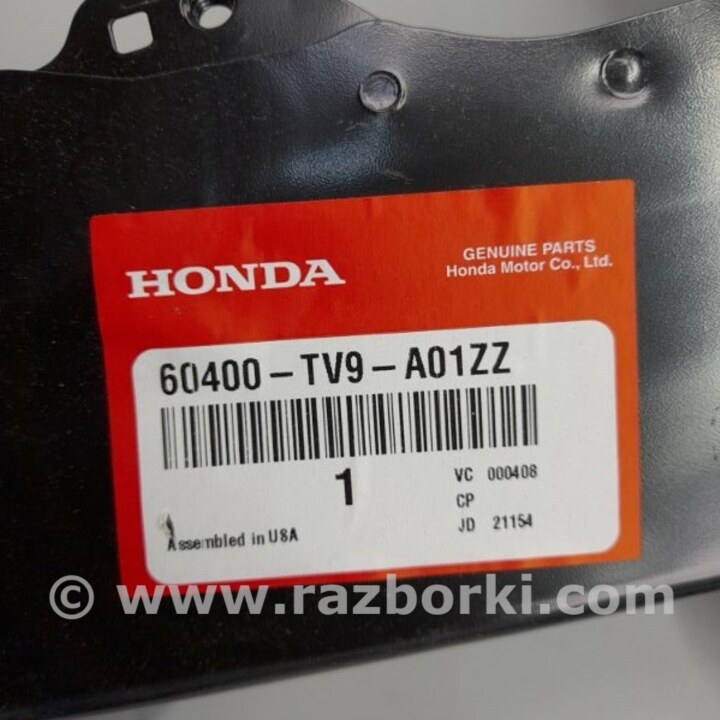 HONDA
GENUINE PARTS
Honda Motor Co., Ltd.
60400-TV9-A01ZZ
1
VC 000408
CP
JD 21154
Assembled in USA
© www.razborki.com